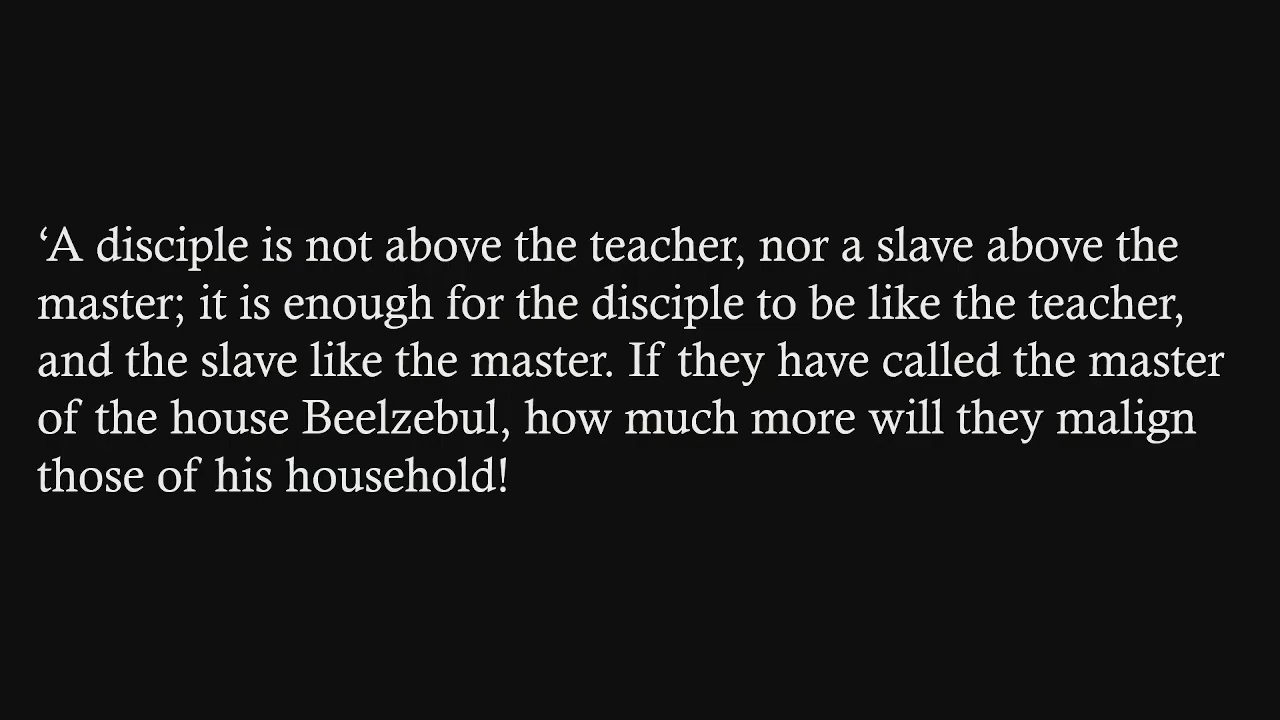 ‘A disciple is not above the teacher, nor a slave above the
master; it is enough for the disciple to be like the teacher,
and the slave like the master. If they have called the master
of the house Beelzebul, how much more will they malign
those of his household!